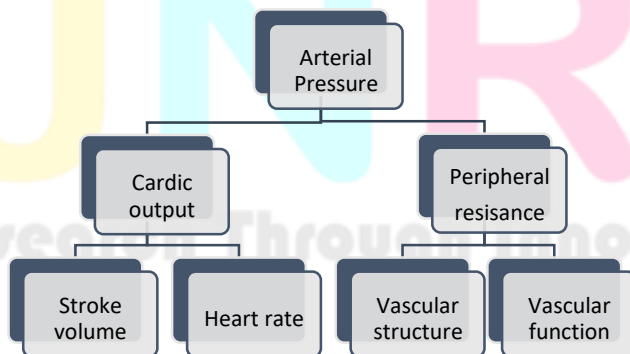 Arterial
Pressure
Cardic
output
Peripheral
resisance
Stroke
volume
Heart rate
Vascular
structure
Vascular
function